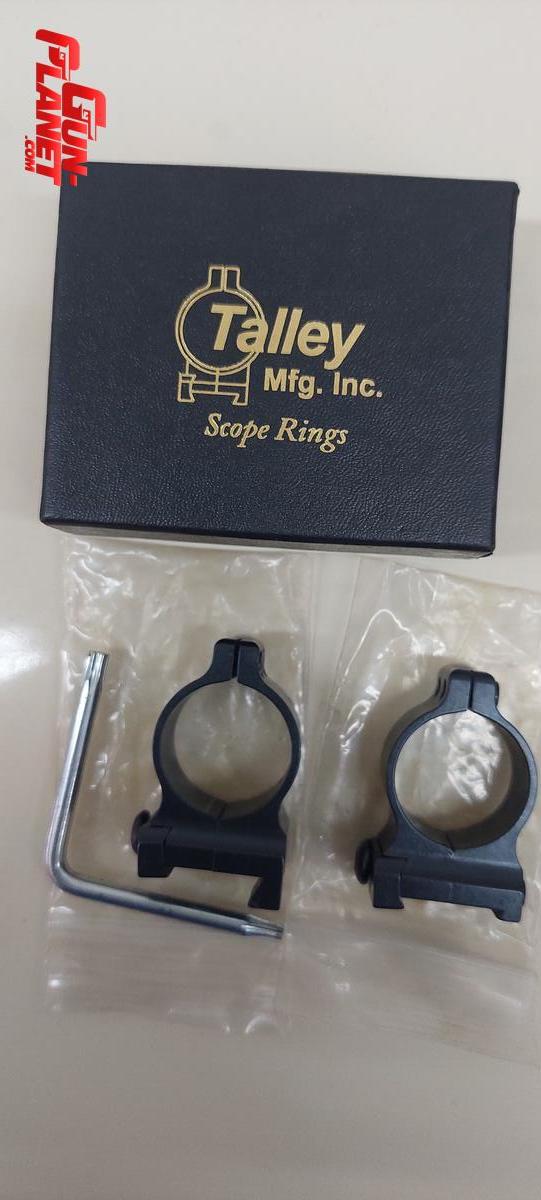 GUN-
PLANET
.COM
Talley
Mfg. Inc.
Scope Rings